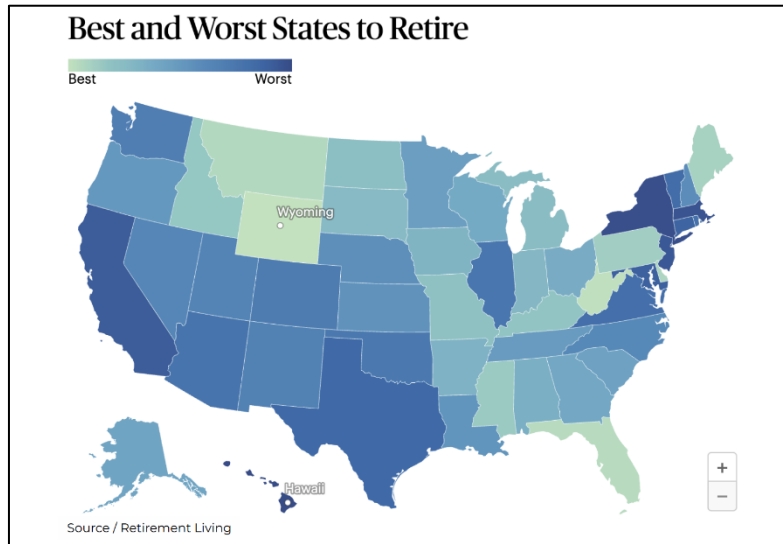 Best and Worst States to Retire
Best Worst
Wyoming
Hawaii
+
−
Source / Retirement Living